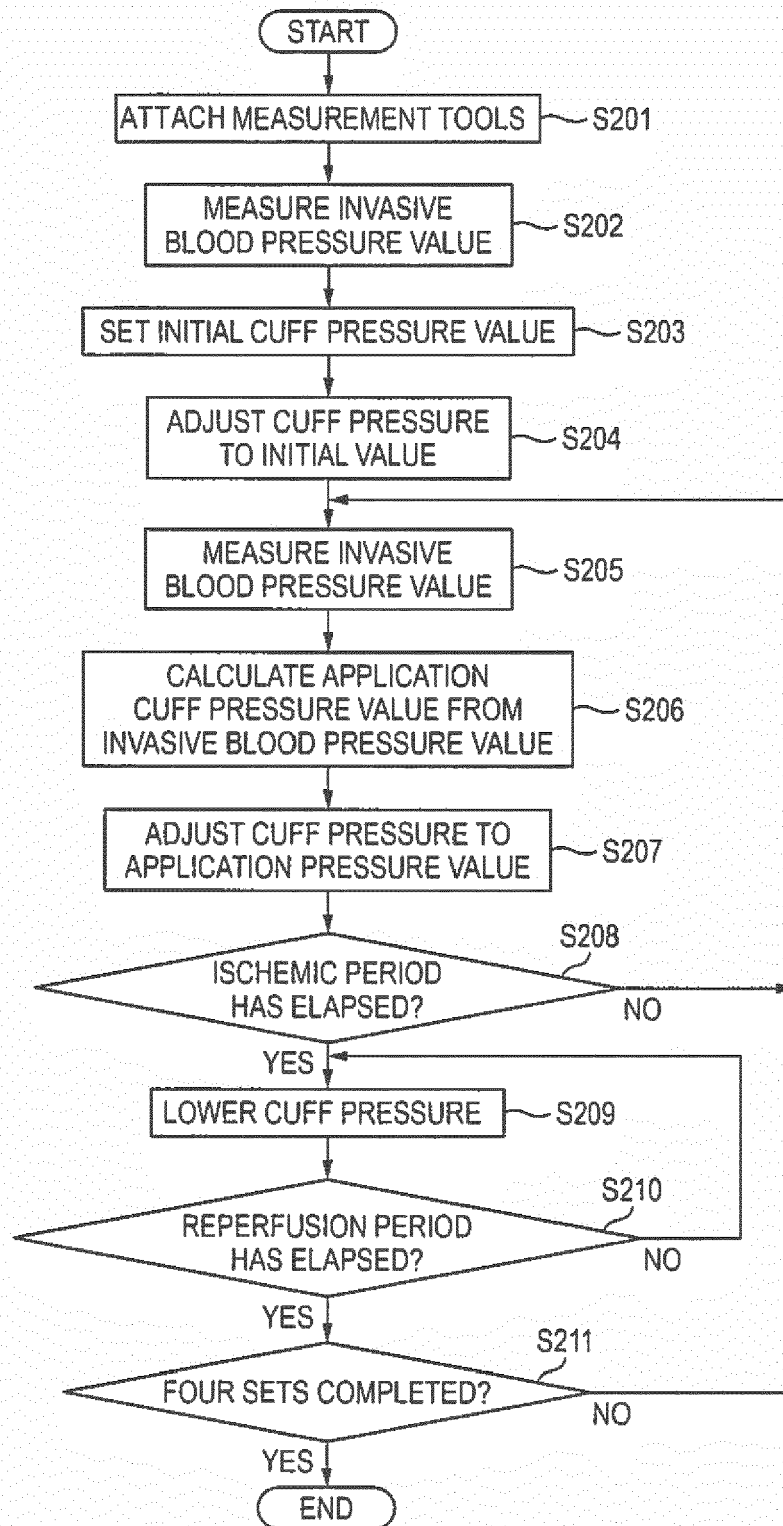 START
ATTACH MEASUREMENT TOOLS
S201
MEASURE INVASIVE
BLOOD PRESSURE VALUE
S202
SET INITIAL CUFF PRESSURE VALUE
S203
ADJUST CUFF PRESSURE
TO INITIAL VALUE
S204
MEASURE INVASIVE
BLOOD PRESSURE VALUE
S205
CALCULATE APPLICATION
CUFF PRESSURE VALUE FROM
INVASIVE BLOOD PRESSURE VALUE
S206
ADJUST CUFF PRESSURE TO
APPLICATION PRESSURE VALUE
S207
S208
ISCHEMIC PERIOD
HAS ELAPSED?
NO
YES
LOWER CUFF PRESSURE
S209
S210
REPERFUSION PERIOD
HAS ELAPSED?
NO
YES
S211
FOUR SETS COMPLETED?
NO
YES
END